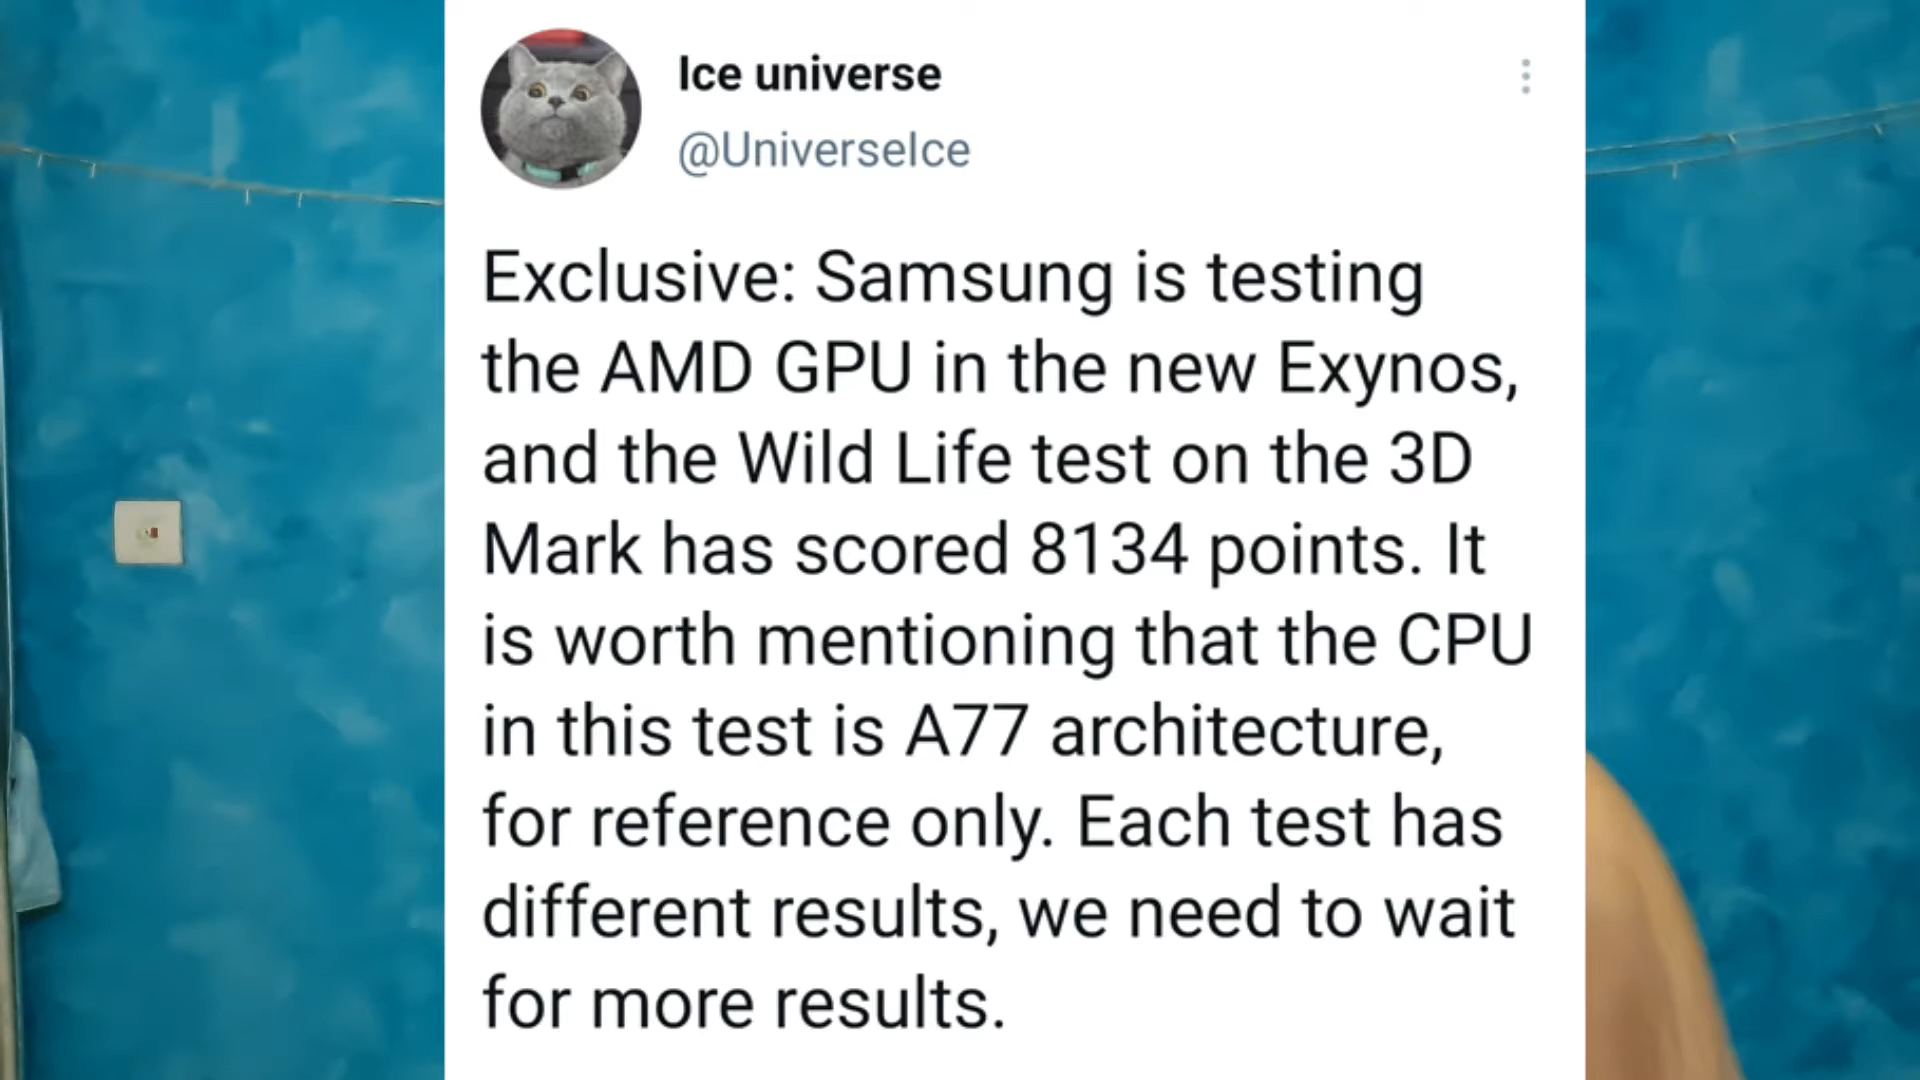 Ice universe
@UniverseIce
Exclusive: Samsung is testing
the AMD GPU in the new Exynos,
and the Wild Life test on the 3D
Mark has scored 8134 points. It
is worth mentioning that the CPU
in this test is A77 architecture,
for reference only. Each test has
different results, we need to wait
for more results.